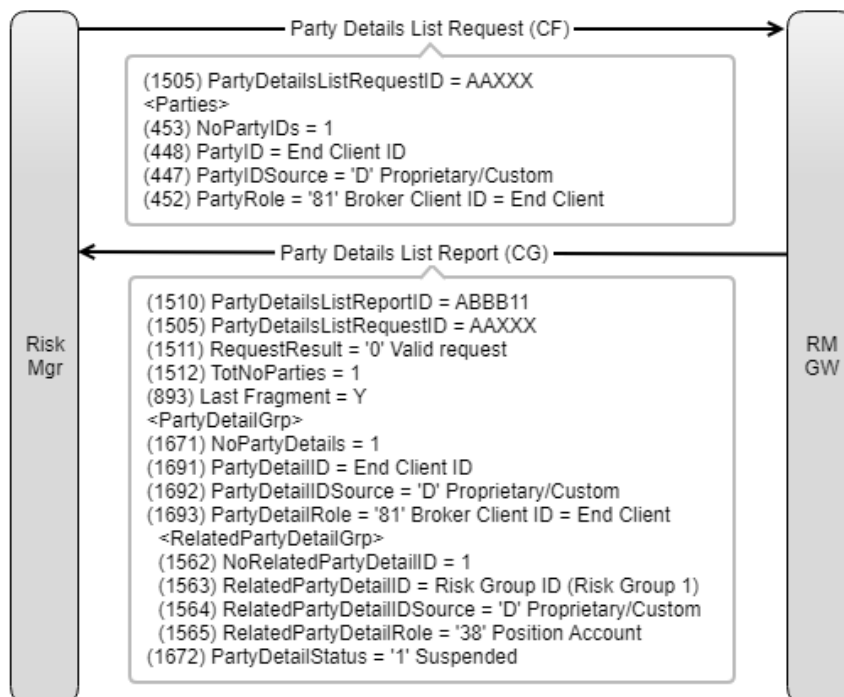 Party Details List Request (CF)
(1505) PartyDetailsListRequestID = AAXXX
<Parties>
(453) NoPartyIDs = 1
(448) PartyID = End Client ID
(447) PartyIDSource = 'D' Proprietary/Custom
(452) PartyRole = '81' Broker Client ID = End Client
Party Details List Report (CG)
(1510) PartyDetailsListReportID = ABBB11
(1505) PartyDetailsListRequestID = AAXXX
(1511) RequestResult = '0' Valid request
(1512) TotNoParties = 1
(893) Last Fragment = Y
<PartyDetailGrp>
(1671) NoPartyDetails = 1
(1691) PartyDetailID = End Client ID
(1692) PartyDetailIDSource = 'D' Proprietary/Custom
(1693) PartyDetailRole = '81' Broker Client ID = End Client
<RelatedPartyDetailGrp>
(1562) NoRelatedPartyDetailID = 1
(1563) RelatedPartyDetailID = Risk Group ID (Risk Group 1)
(1564) RelatedPartyDetailIDSource = 'D' Proprietary/Custom
(1565) RelatedPartyDetailRole = '38' Position Account
(1672) PartyDetailStatus = '1' Suspended
Risk
Mgr
RM
GW